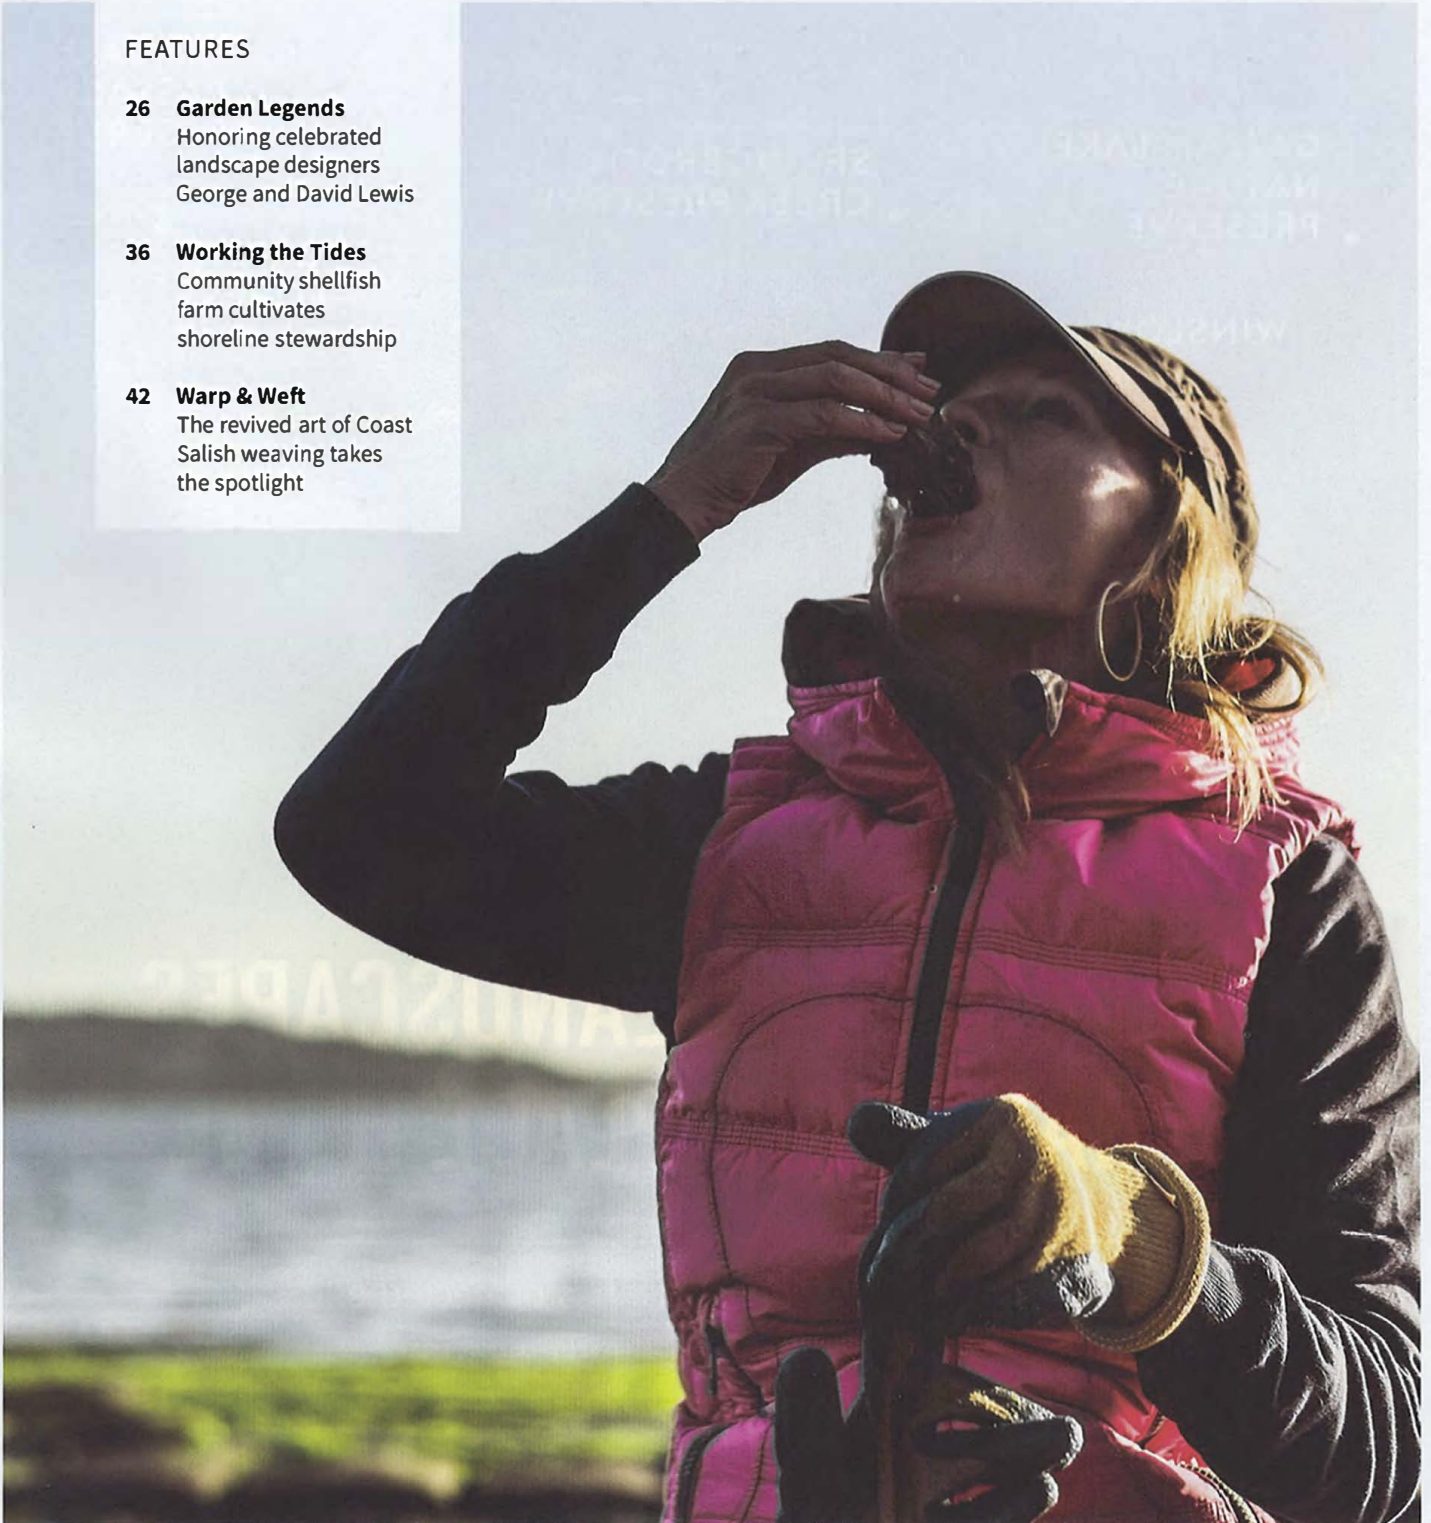 FEATURES
26 Garden Legends
Honoring celebrated
landscape designers
George and David Lewis
36 Working the Tides
Community shellfish
farm cultivates
shoreline stewardship
42 Warp & Weft
The revived art of Coast
Salish weaving takes
the spotlight